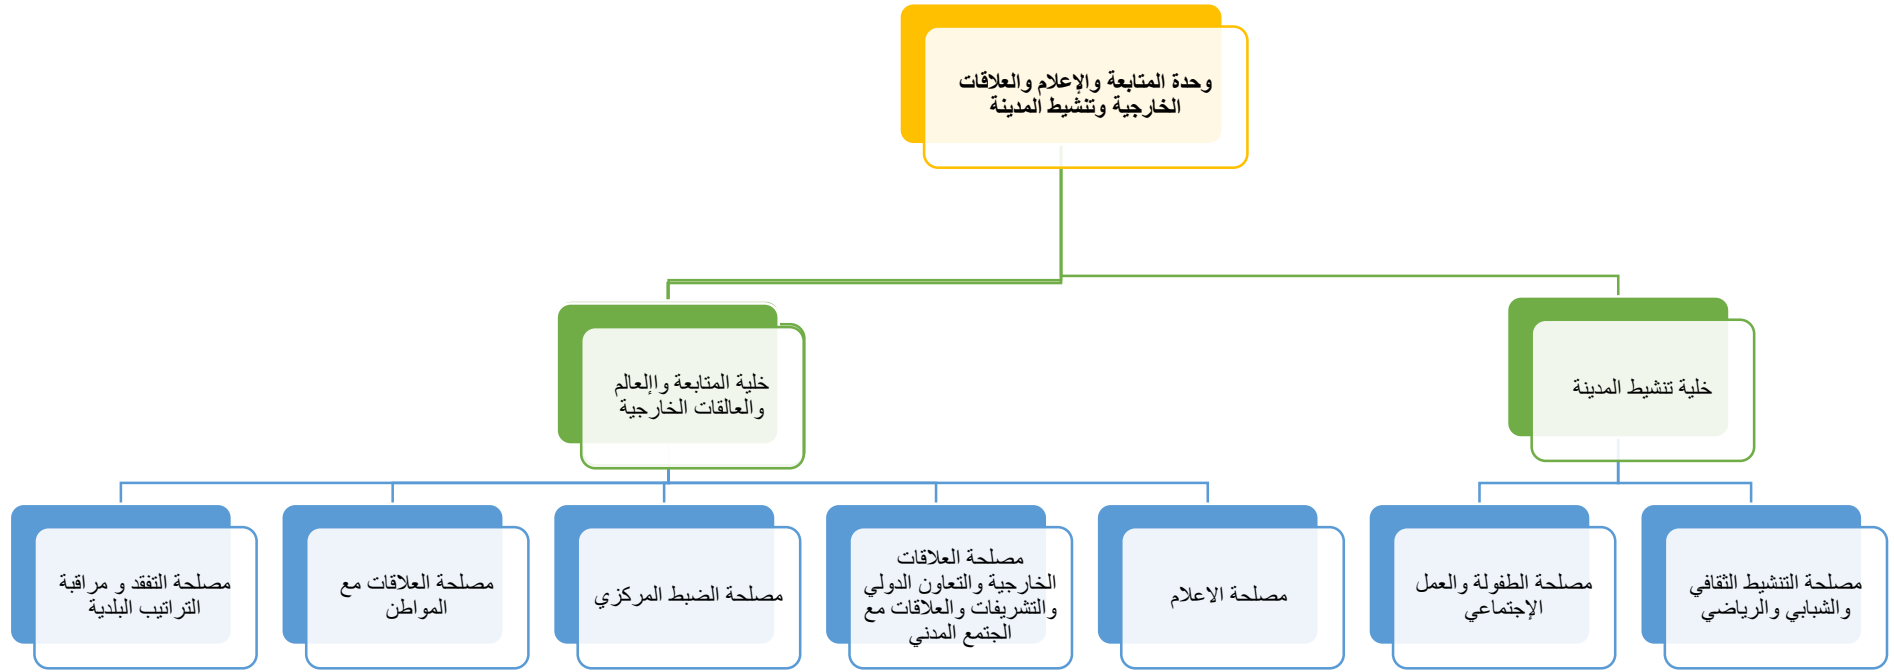 وحدة المتابعة والإعلام والعلاقات
الخارجية وتنشيط المدينة
خلية تنشيط المدينة
خلية المتابعة واإلعالم
والعالقات الخارجية
مصلحة التنشيط الثقافي
والشبابي والرياضي
مصلحة الطفولة والعمل
الإجتماعي
مصلحة الاعلام
مصلحة العلاقات
الخارجية والتعاون الدولي
والتشريفات والعلاقات مع
الجتمع المدني
مصلحة الضبط المركزي
مصلحة العلاقات مع
المواطن
مصلحة التفقد و مراقبة
التراتيب البلدية